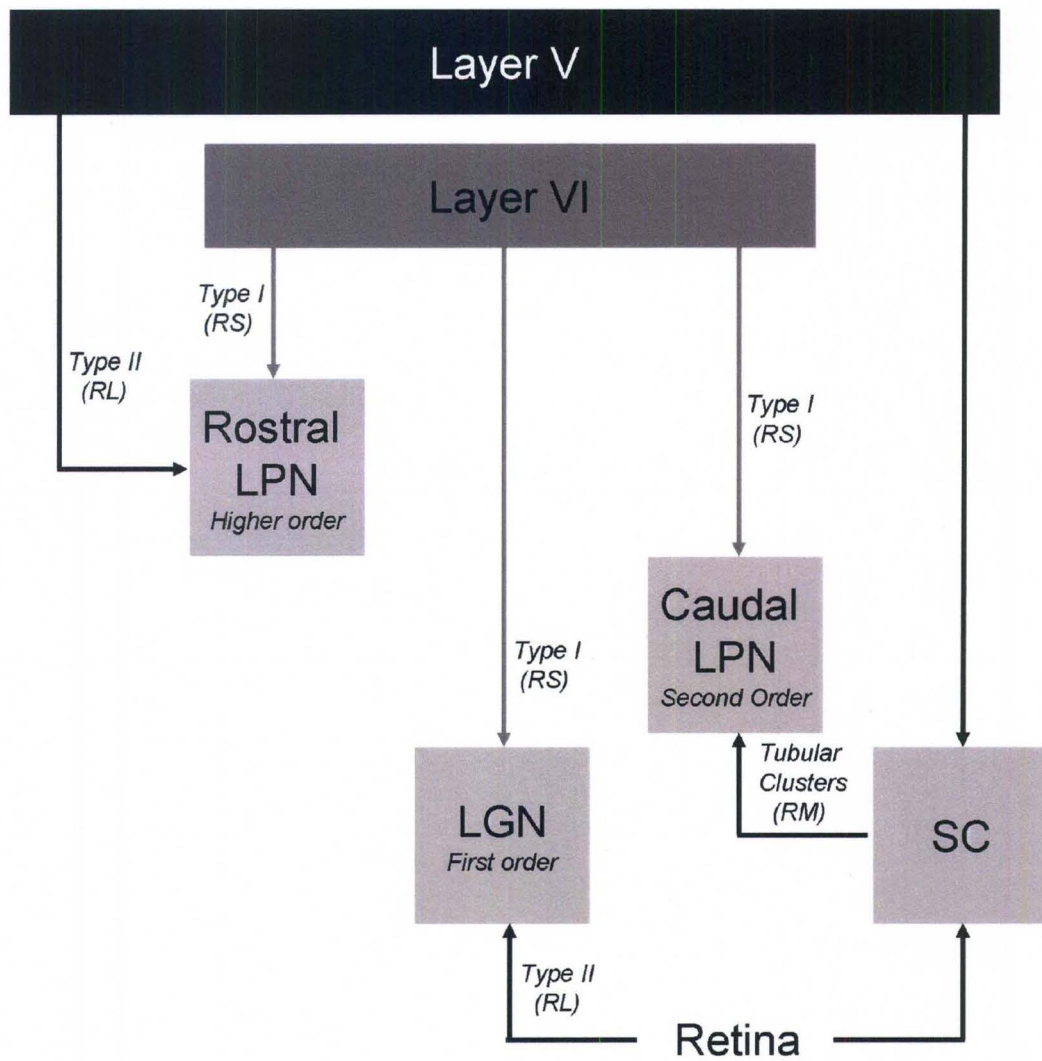 Layer V
Layer VI
Type I
(RS)
Type II
(RL)
Rostral
LPN
Higher order
Type I
(RS)
Caudal
LPN
Second Order
Type I
(RS)
Tubular
Clusters
(RM)
LGN
First order
SC
Type II
(RL)
Retina